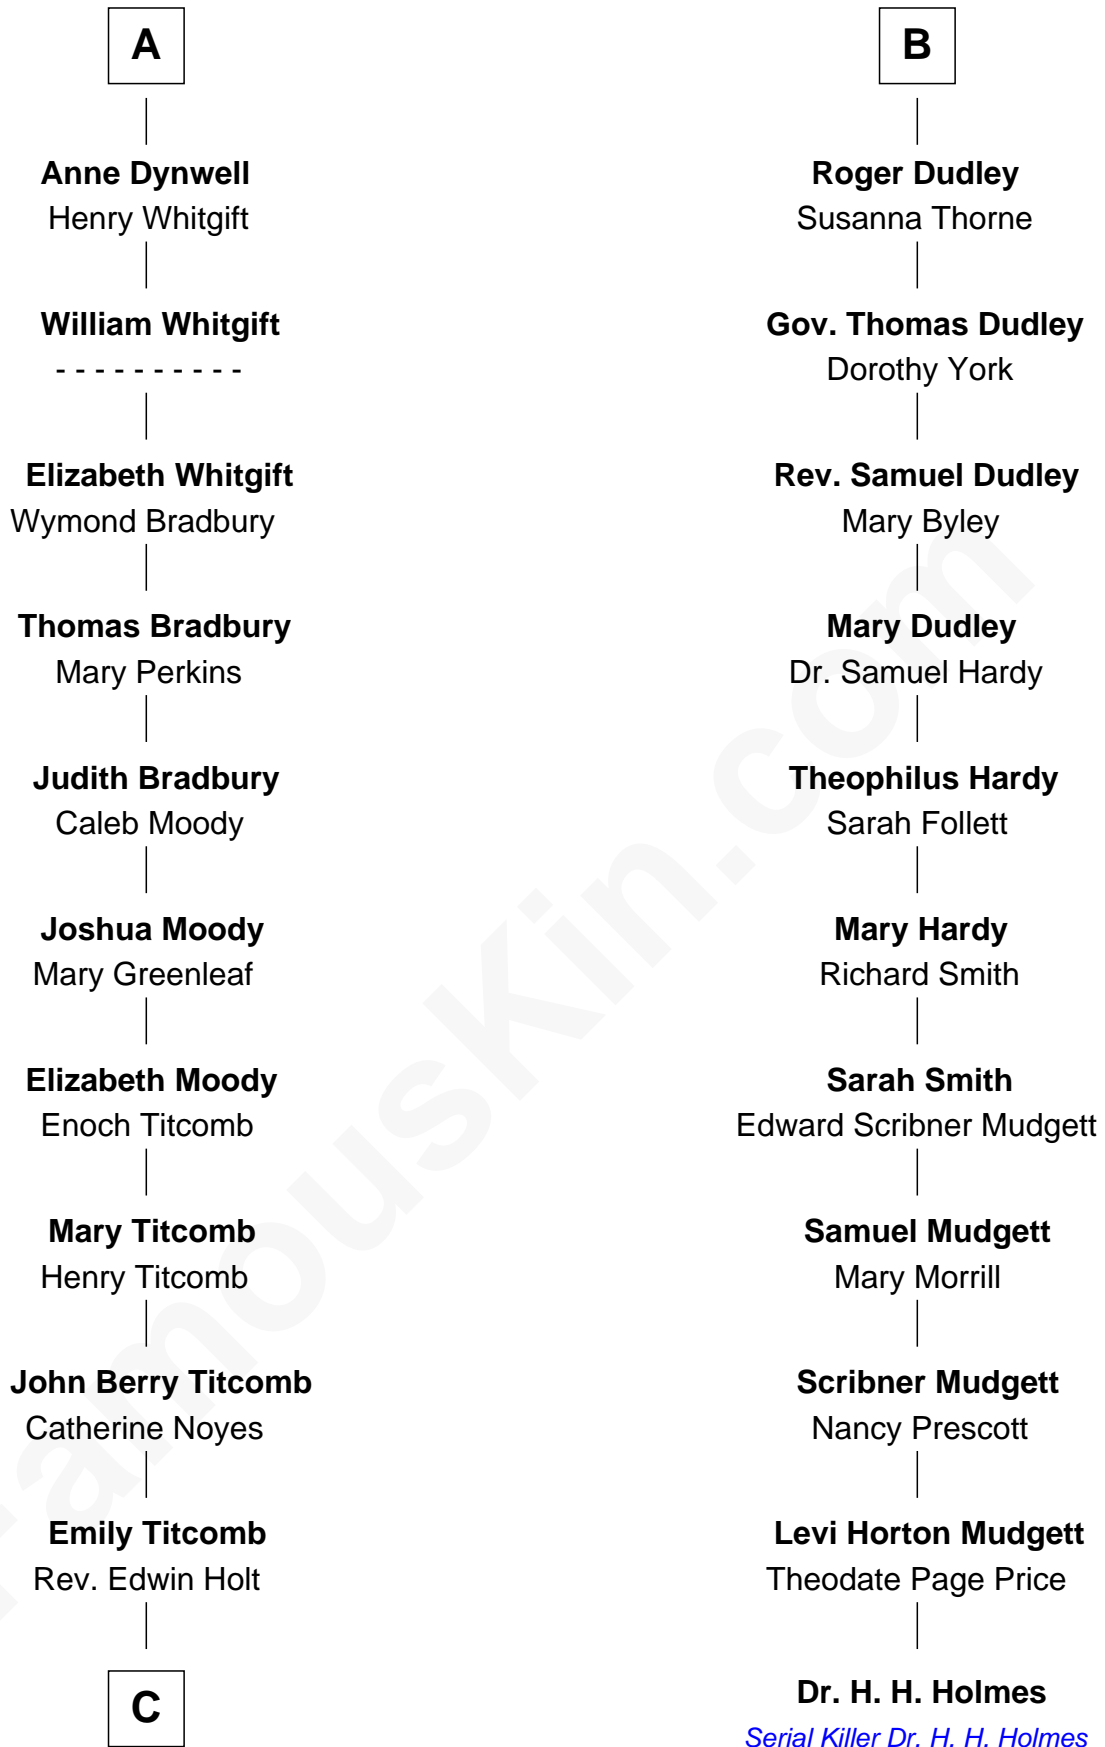 A
Anne Dynwell
Henry Whitgift
William Whitgift
- - - - - - - - - -
Elizabeth Whitgift
Wymond Bradbury
Thomas Bradbury
Mary Perkins
Judith Bradbury
Caleb Moody
Joshua Moody
Mary Greenleaf
Elizabeth Moody
Enoch Titcomb
Mary Titcomb
Henry Titcomb
John Berry Titcomb
Catherine Noyes
Emily Titcomb
Rev. Edwin Holt
C
B
Roger Dudley
Susanna Thorne
Gov. Thomas Dudley
Dorothy York
Rev. Samuel Dudley
Mary Byley
Mary Dudley
Dr. Samuel Hardy
Theophilus Hardy
Sarah Follett
Mary Hardy
Richard Smith
Sarah Smith
Edward Scribner Mudgett
Samuel Mudgett
Mary Morrill
Scribner Mudgett
Nancy Prescott
Levi Horton Mudgett
Theodate Page Price
Dr. H. H. Holmes
Serial Killer Dr. H. H. Holmes
FamousKin.com